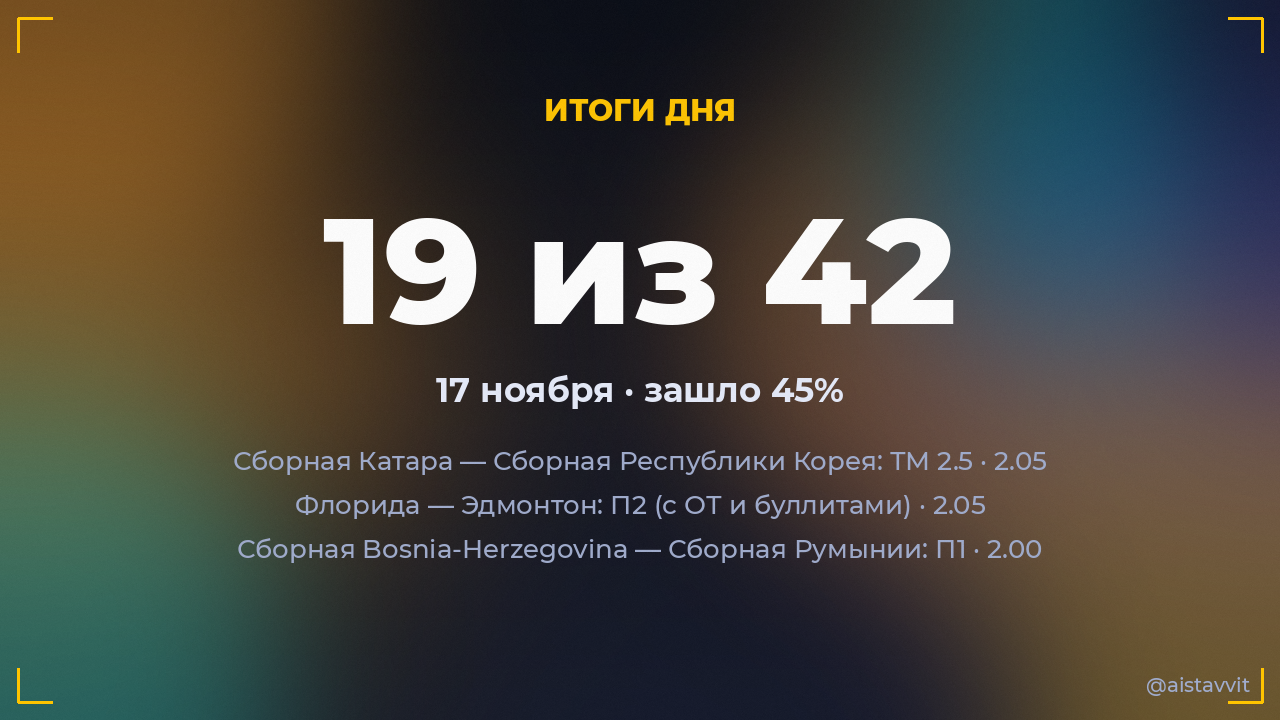 ИТОГИ ДНЯ
19 из 42
17 ноября · зашло 45%
Сборная Катара — Сборная Республики Корея: ТМ 2.5 · 2.05
Флорида — Эдмонтон: П2 (с ОТ и буллитами) · 2.05
Сборная Bosnia-Herzegovina — Сборная Румынии: П1 · 2.00
@aistavvit